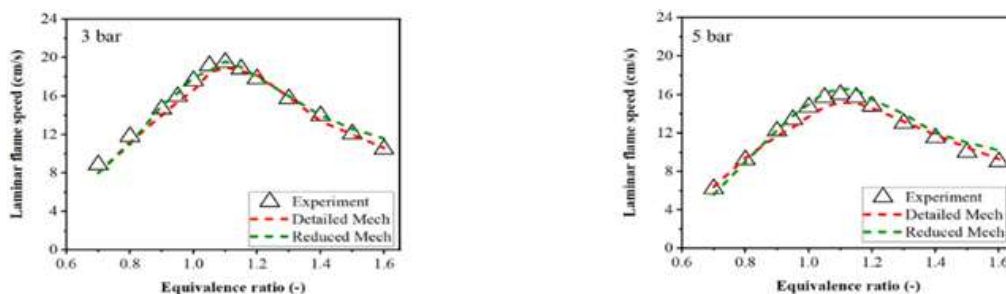 24
3 bar
20
16
12
8
4
0
Laminar flame speed (cm/s)
Experiment
Detailed Mech
Reduced Mech
0.6 0.8 1.0 1.2 1.4 1.6
Equivalence ratio (-)
24
5 bar
20
16
12
8
4
0
Laminar flame speed (cm/s)
Experiment
Detailed Mech
Reduced Mech
0.6 0.8 1.0 1.2 1.4 1.6
Equivalence ratio (-)